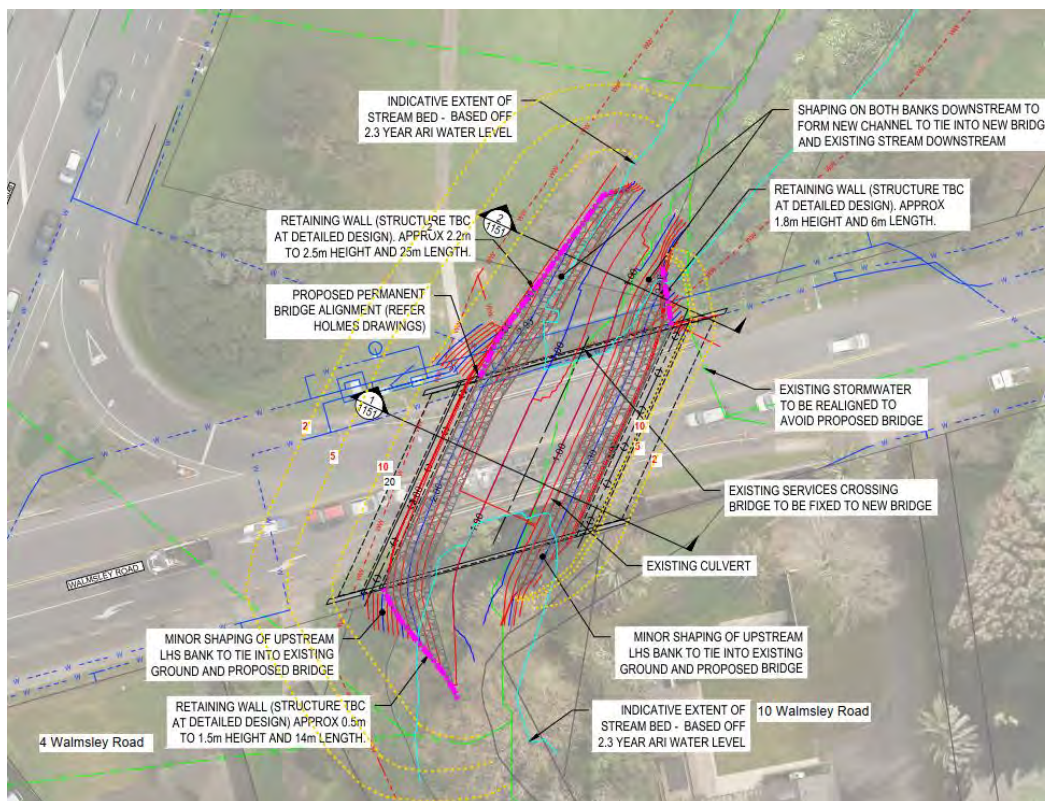 INDICATIVE EXTENT OF
STREAM BED - BASED OFF
2.3 YEAR ARI WATER LEVEL
SHAPING ON BOTH BANKS DOWNSTREAM TO
FORM NEW CHANNEL TO TIE INTO NEW BRIDG
AND EXISTING STREAM DOWNSTREAM
RETAINING WALL (STRUCTURE TBC
AT DETAILED DESIGN). APPROX
1.8m HEIGHT AND 6m LENGTH.
RETAINING WALL (STRUCTURE TBC
AT DETAILED DESIGN). APPROX 2.2m
TO 2.5m HEIGHT AND 25m LENGTH.
2
1151
PROPOSED PERMANENT
BRIDGE ALIGNMENT (REFER
HOLMES DRAWINGS)
1
1151
EXISTING STORMWATER
TO BE REALIGNED TO
AVOID PROPOSED BRIDGE
2
5
10
20
10
5
2
EXISTING SERVICES CROSSING
BRIDGE TO BE FIXED TO NEW BRIDGE
EXISTING CULVERT
WALMSLEY ROAD
MINOR SHAPING OF UPSTREAM
LHS BANK TO TIE INTO EXISTING
GROUND AND PROPOSED BRIDGE
MINOR SHAPING OF UPSTREAM
LHS BANK TO TIE INTO EXISTING
GROUND AND PROPOSED BRIDGE
RETAINING WALL (STRUCTURE TBC
AT DETAILED DESIGN) APPROX 0.5m
TO 1.5m HEIGHT AND 14m LENGTH.
INDICATIVE EXTENT OF
STREAM BED - BASED OFF
2.3 YEAR ARI WATER LEVEL
10 Walmsley Road
4 Walmsley Road